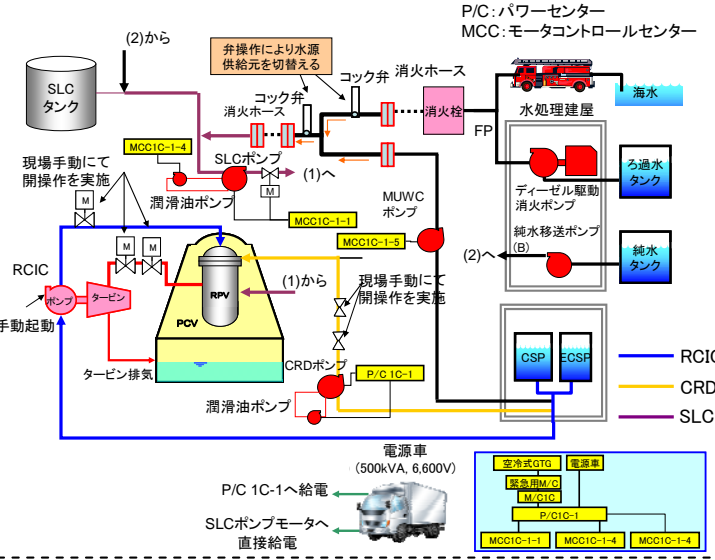 P/C：パワーセンター
MCC：モータコントロールセンター
(2)から
弁操作により水源
供給元を切替える
コック弁
消火ホース
コック弁
消火ホース
消火栓
FP
海水
水処理建屋
SLC
タンク
MCC1C-1-4
SLCポンプ
(1)へ
M
潤滑油ポンプ
MCC1C-1-1
ディーゼル駆動
消火ポンプ
ろ過水
タンク
MUWC
ポンプ
MCC1C-1-5
純水移送ポンプ
(B)
(2)へ
純水
タンク
現場手動にて
開操作を実施
M
M
M
RCIC
ポンプ
タービン
手動起動
タービン排気
RPV
PCV
(1)から
現場手動にて
開操作を実施
CRDポンプ
P/C 1C-1
潤滑油ポンプ
CSP
ECSP
RCIC
CRD
SLC
電源車
(500kVA, 6,600V)
P/C 1C-1へ給電
SLCポンプモータへ
直接給電
空冷式GTG
電源車
緊急用M/C
M/C1C
P/C1C-1
MCC1C-1-1
MCC1C-1-4
MCC1C-1-4